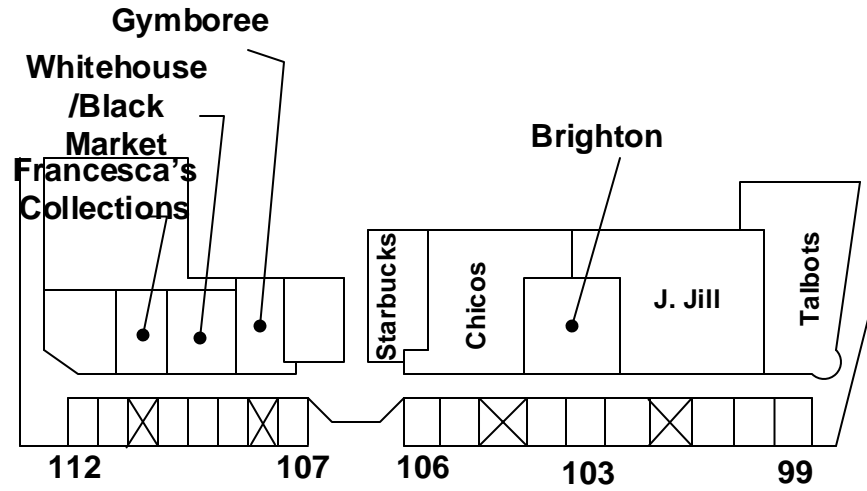 Gymboree
Whitehouse
/Black
Market
Francesca's
Collections
Brighton
Starbucks
Chicos
J. Jill
Talbots
112
107
106
103
99